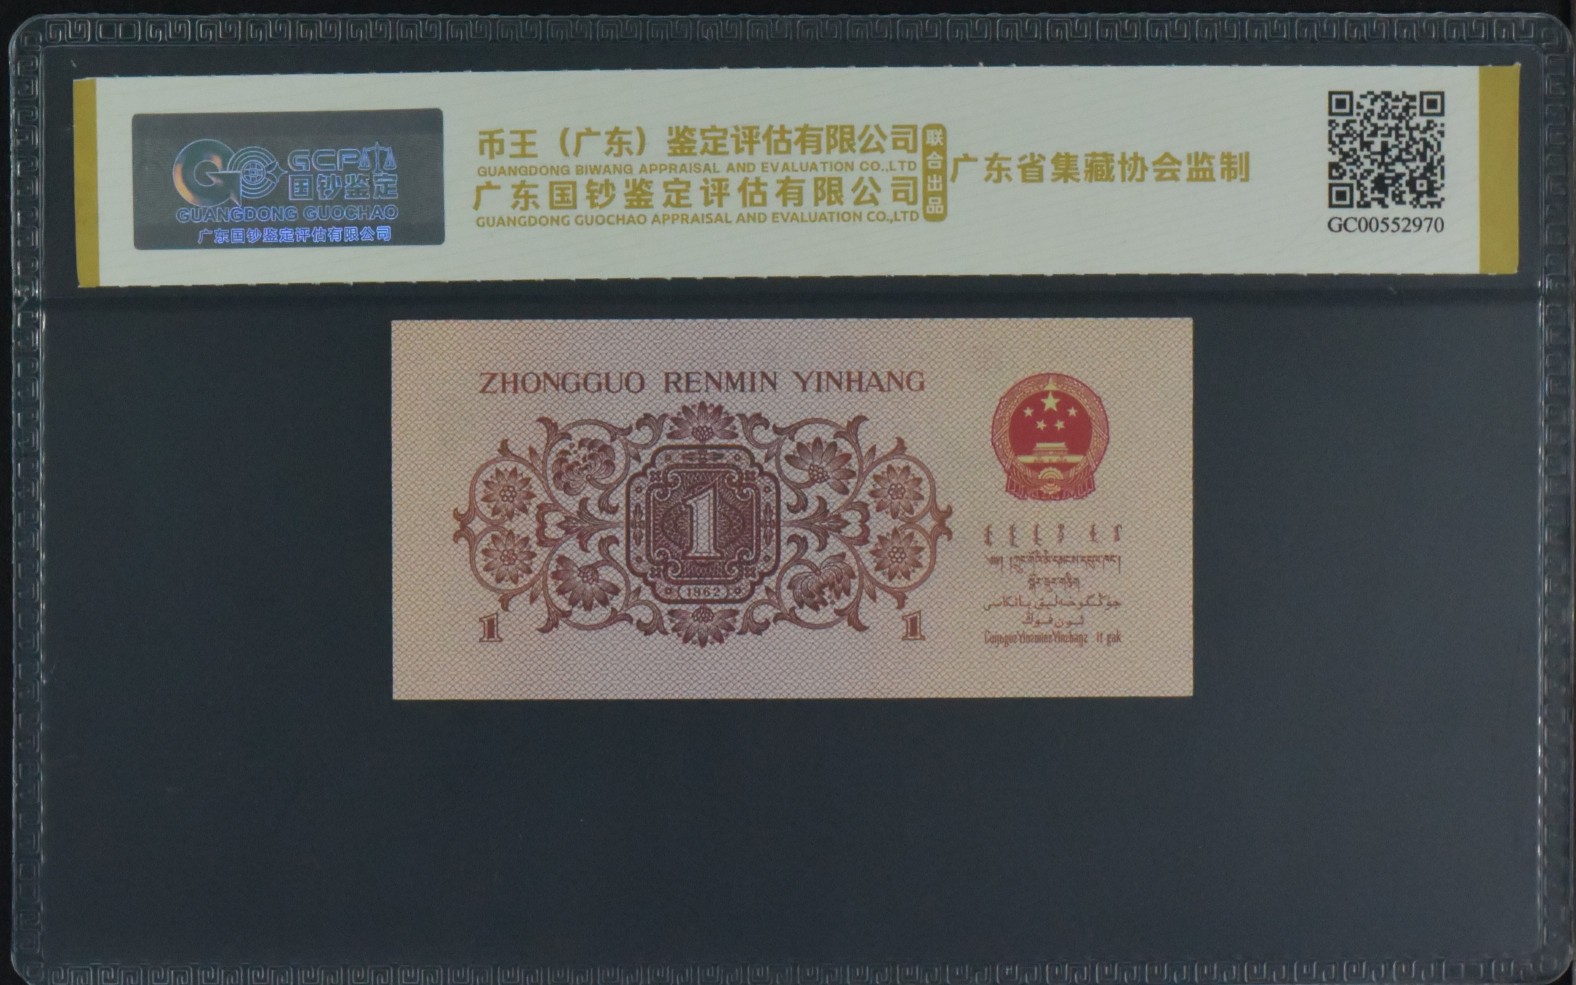 GCP
国钞鉴定
GUANGDONG GUOCHAO
广东国钞鉴定评估有限公司
币王（广东）鉴定评估有限公司
GUANGDONG BIWANG APPRAISAL AND EVALUATION CO.,LTD
广东国钞鉴定评估有限公司
GUANGDONG GUOCHAO APPRAISAL AND EVALUATION CO.,LTD
联合出品
广东省集藏协会监制
GC00552970
ZHONGGUO RENMIN YINHANG
1
1962
1
1
جۇڭگو خەلىق بانكاسى